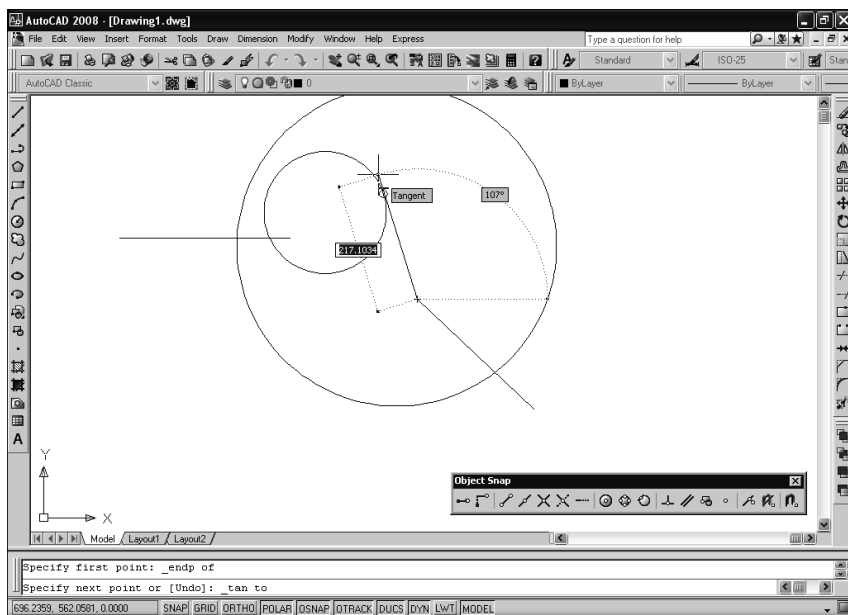 AutoCAD 2008 - [Drawing1.dwg]
File Edit View Insert Format Tools Draw Dimension Modify Window Help Express
Type a question for help
Standard
ISO-25
Stan
AutoCAD Classic
0
ByLayer
ByLayer
Tangent
107°
217.1034
Y
X
Object Snap
Model Layout1 Layout2
Specify first point: _endp of
Specify next point or [Undo]: _tan to
696.2359, 562.0581, 0.0000
SNAP GRID ORTHO POLAR OSNAP OTRACK DUCS DYN LWT MODEL